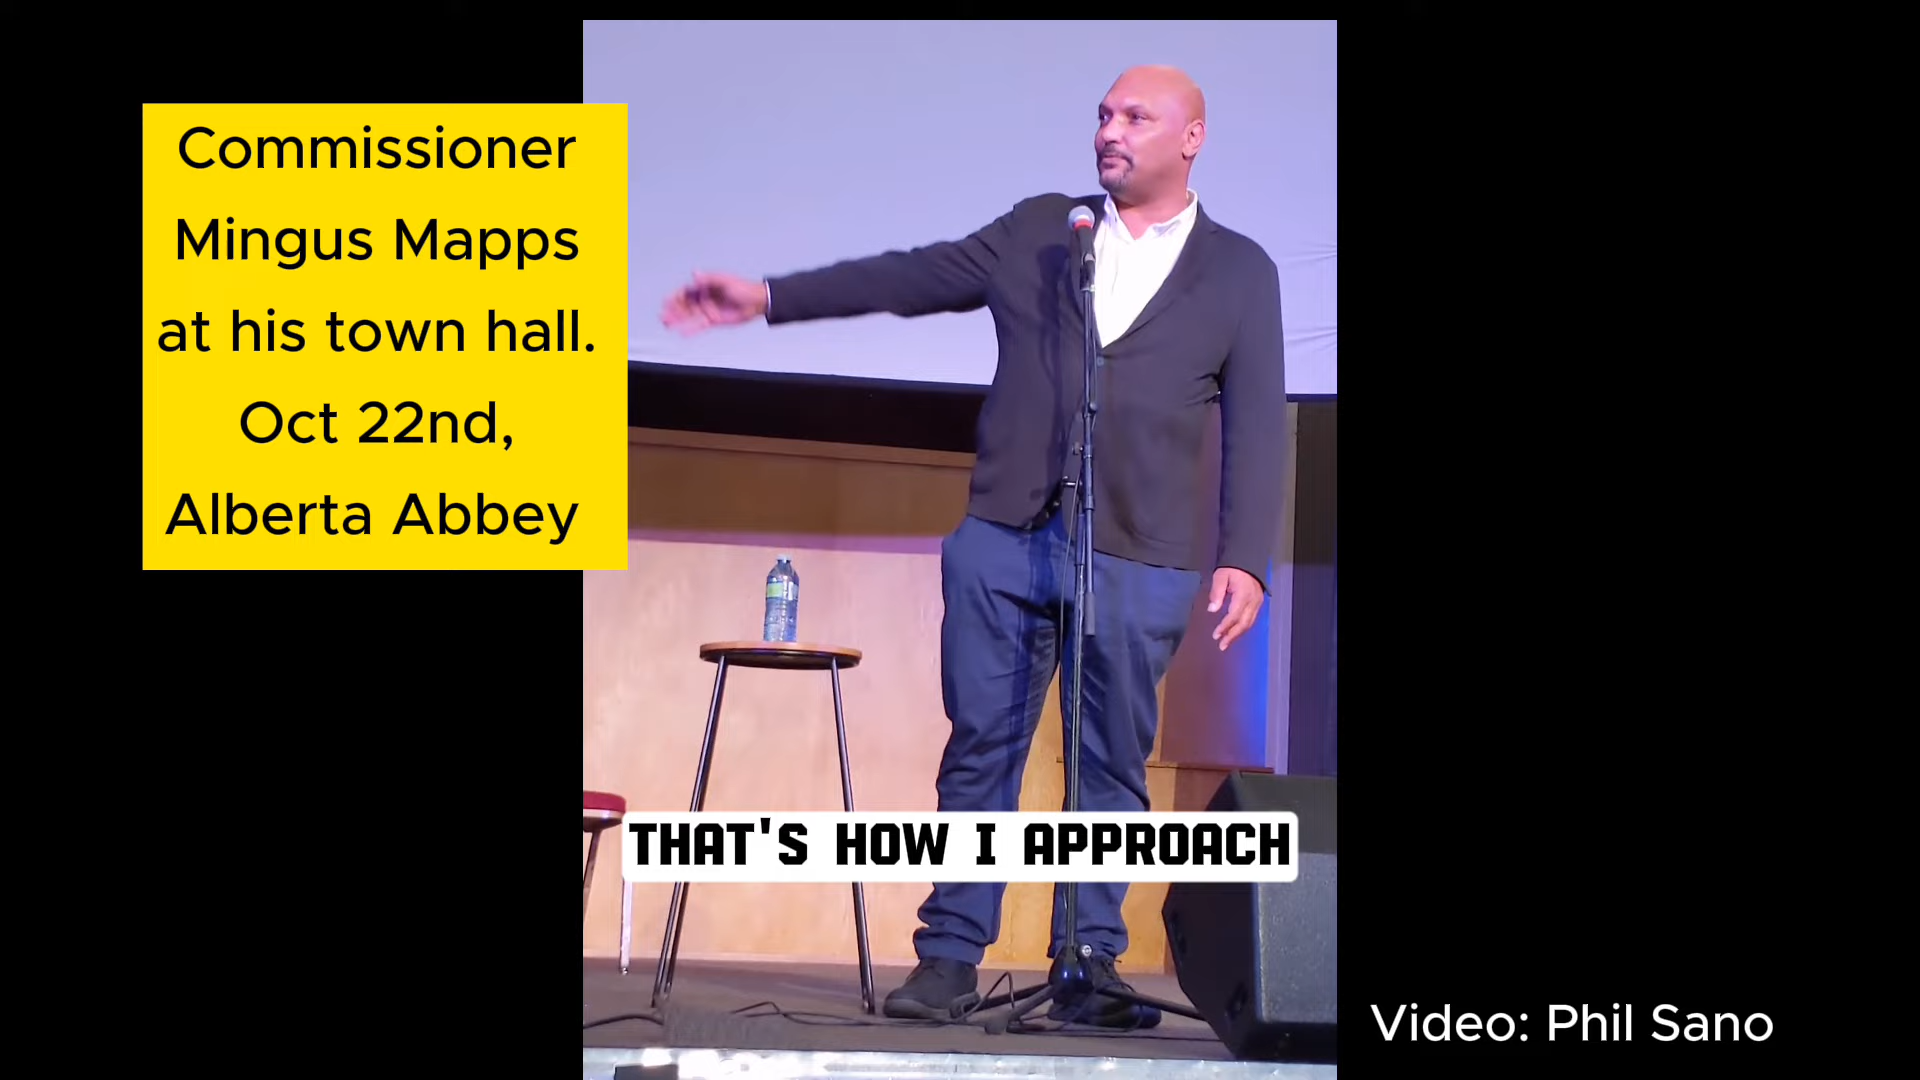 Commissioner
Mingus Mapps
at his town hall.
Oct 22nd,
Alberta Abbey
THAT'S HOW I APPROACH
Video: Phil Sano